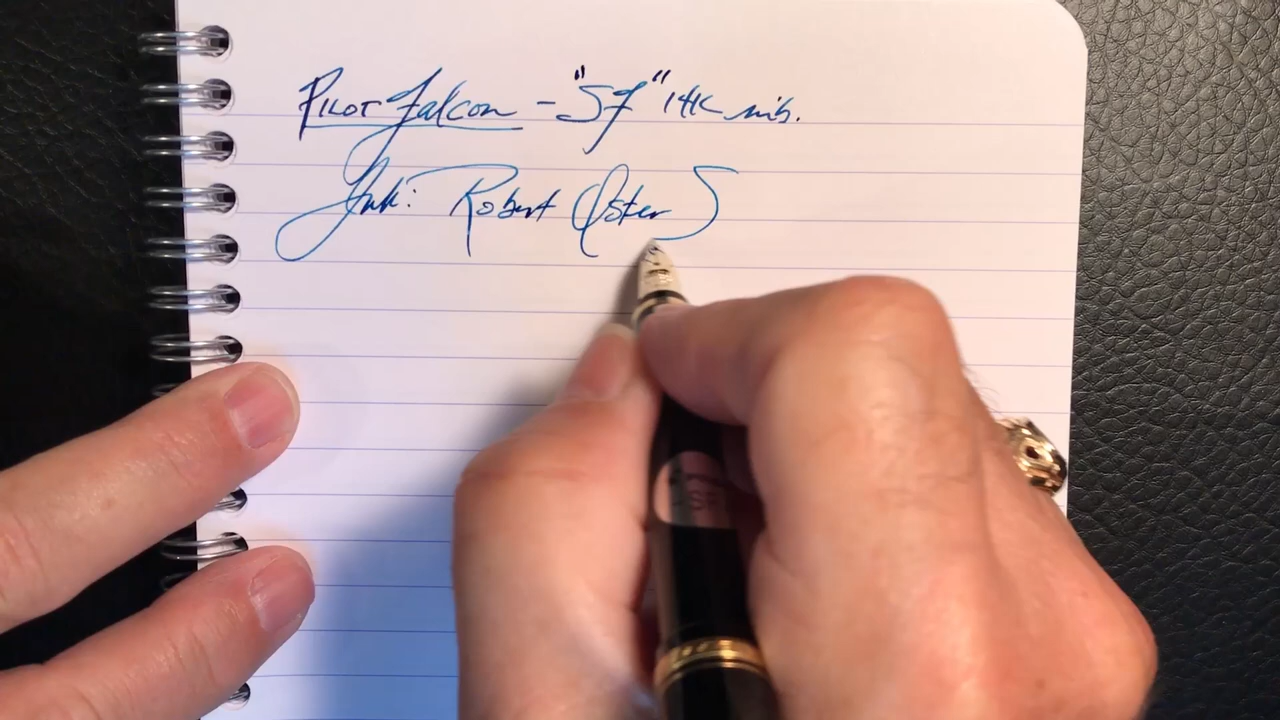 Pilot Falcon - "SF" 14K nib.
Ink: Robert Oster S